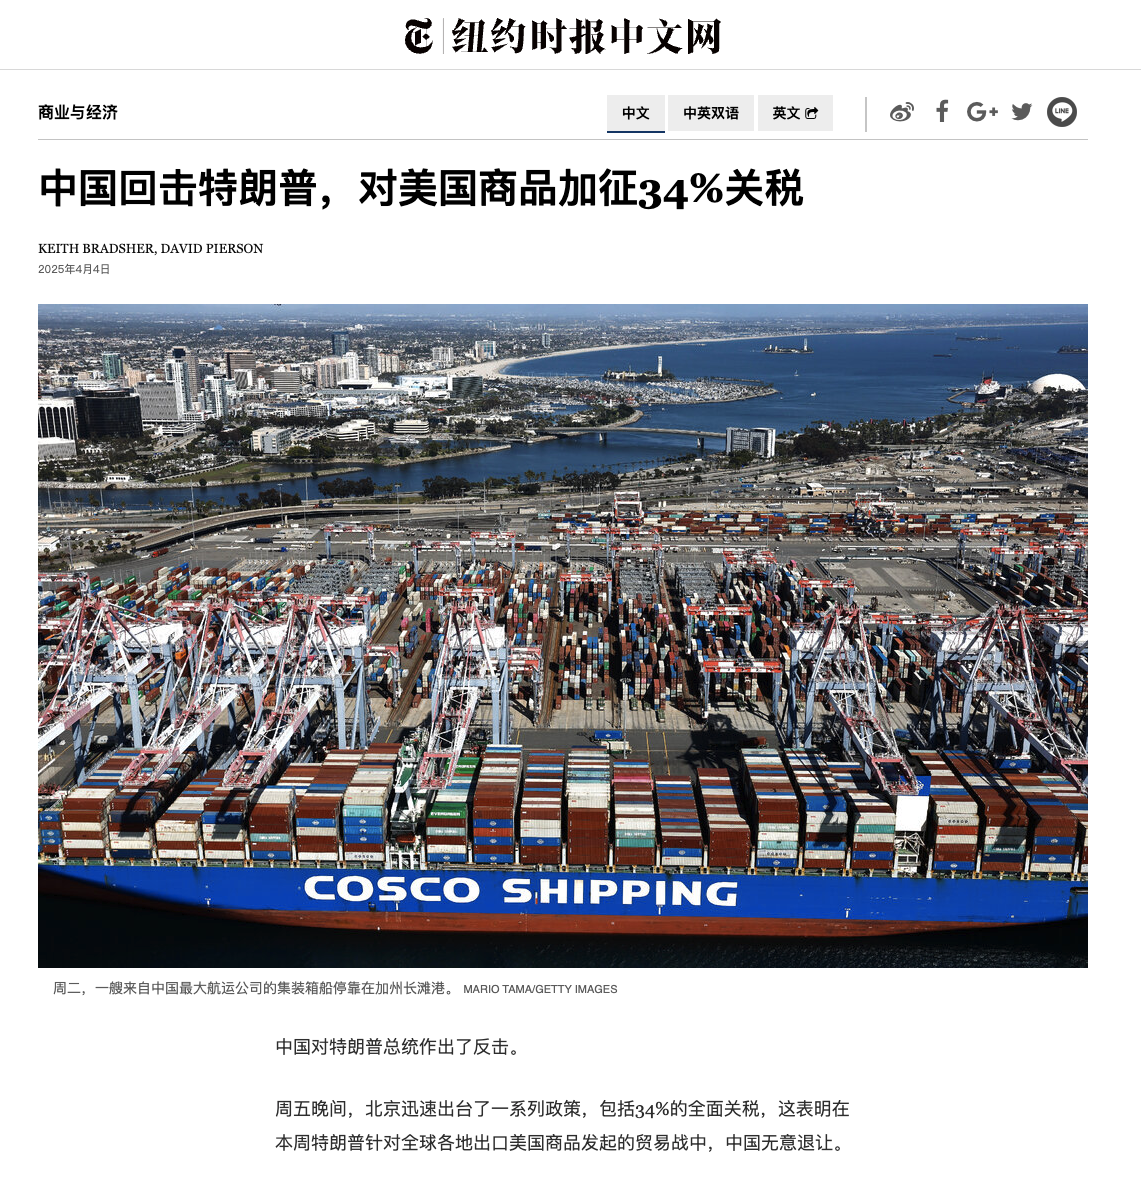 纽约时报中文网
商业与经济
中文
中英双语
英文
LINE
中国回击特朗普，对美国商品加征34%关税
KEITH BRADSHER, DAVID PIERSON
2025年4月4日
EVERGREEN
COSCO SHIPPING
周二，一艘来自中国最大航运公司的集装箱船停靠在加州长滩港。 MARIO TAMA/GETTY IMAGES
中国对特朗普总统作出了反击。
周五晚间，北京迅速出台了一系列政策，包括34%的全面关税，这表明在
本周特朗普针对全球各地出口美国商品发起的贸易战中，中国无意退让。